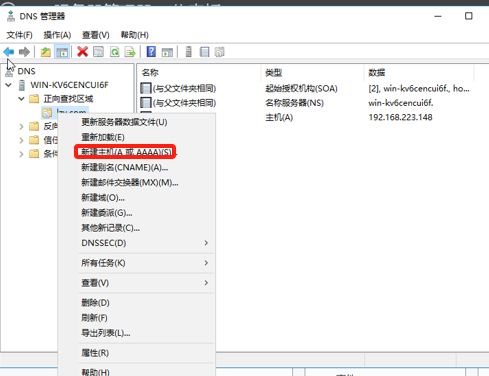 DNS 管理器
文件(F) 操作(A) 查看(V) 帮助(H)
DNS
WIN-KV6CENCUI6F
正向查找区域
反向
信任
条件
名称 类型 数据
(与父文件夹相同) 起始授权机构(SOA) [2], win-kv6cencui6f., ho...
(与父文件夹相同) 名称服务器(NS) win-kv6cencui6f.
主机(A) 192.168.223.148
更新服务器数据文件(U)
重新加载(E)
新建主机(A 或 AAAA)(S)...
新建别名(CNAME)(A)...
新建邮件交换器(MX)(M)...
新建域(O)...
新建委派(G)...
其他新记录(C)...
DNSSEC(D)
所有任务(K)
查看(V)
删除(D)
刷新(F)
导出列表(L)...
属性(R)
帮助(H)